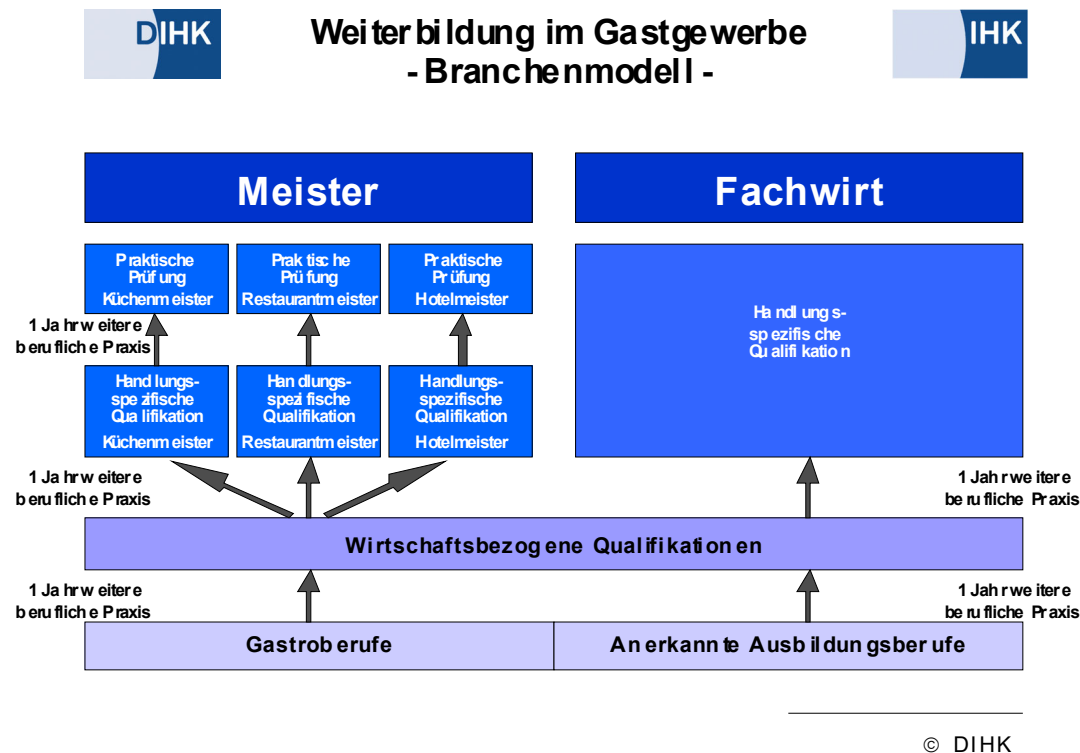 DIHK
Weiterbildung im Gastgewerbe
- Branchenmodell -
IHK
Meister
Fachwirt
Praktische
Prüfung
Küchenmeister
Praktische
Prüfung
Restaurantmeister
Praktische
Prüfung
Hotelmeister
Handlungs-
spezifische
Qualifikation
1 Jahr weitere
berufliche Praxis
Handlungs-
spezifische
Qualifikation
Küchenmeister
Handlungs-
spezifische
Qualifikation
Restaurantmeister
Handlungs-
spezifische
Qualifikation
Hotelmeister
1 Jahr weitere
berufliche Praxis
1 Jahr weitere
berufliche Praxis
Wirtschaftsbezogene Qualifikationen
1 Jahr weitere
berufliche Praxis
1 Jahr weitere
berufliche Praxis
Gastroberufe
Anerkannte Ausbildungsberufe
© DIHK